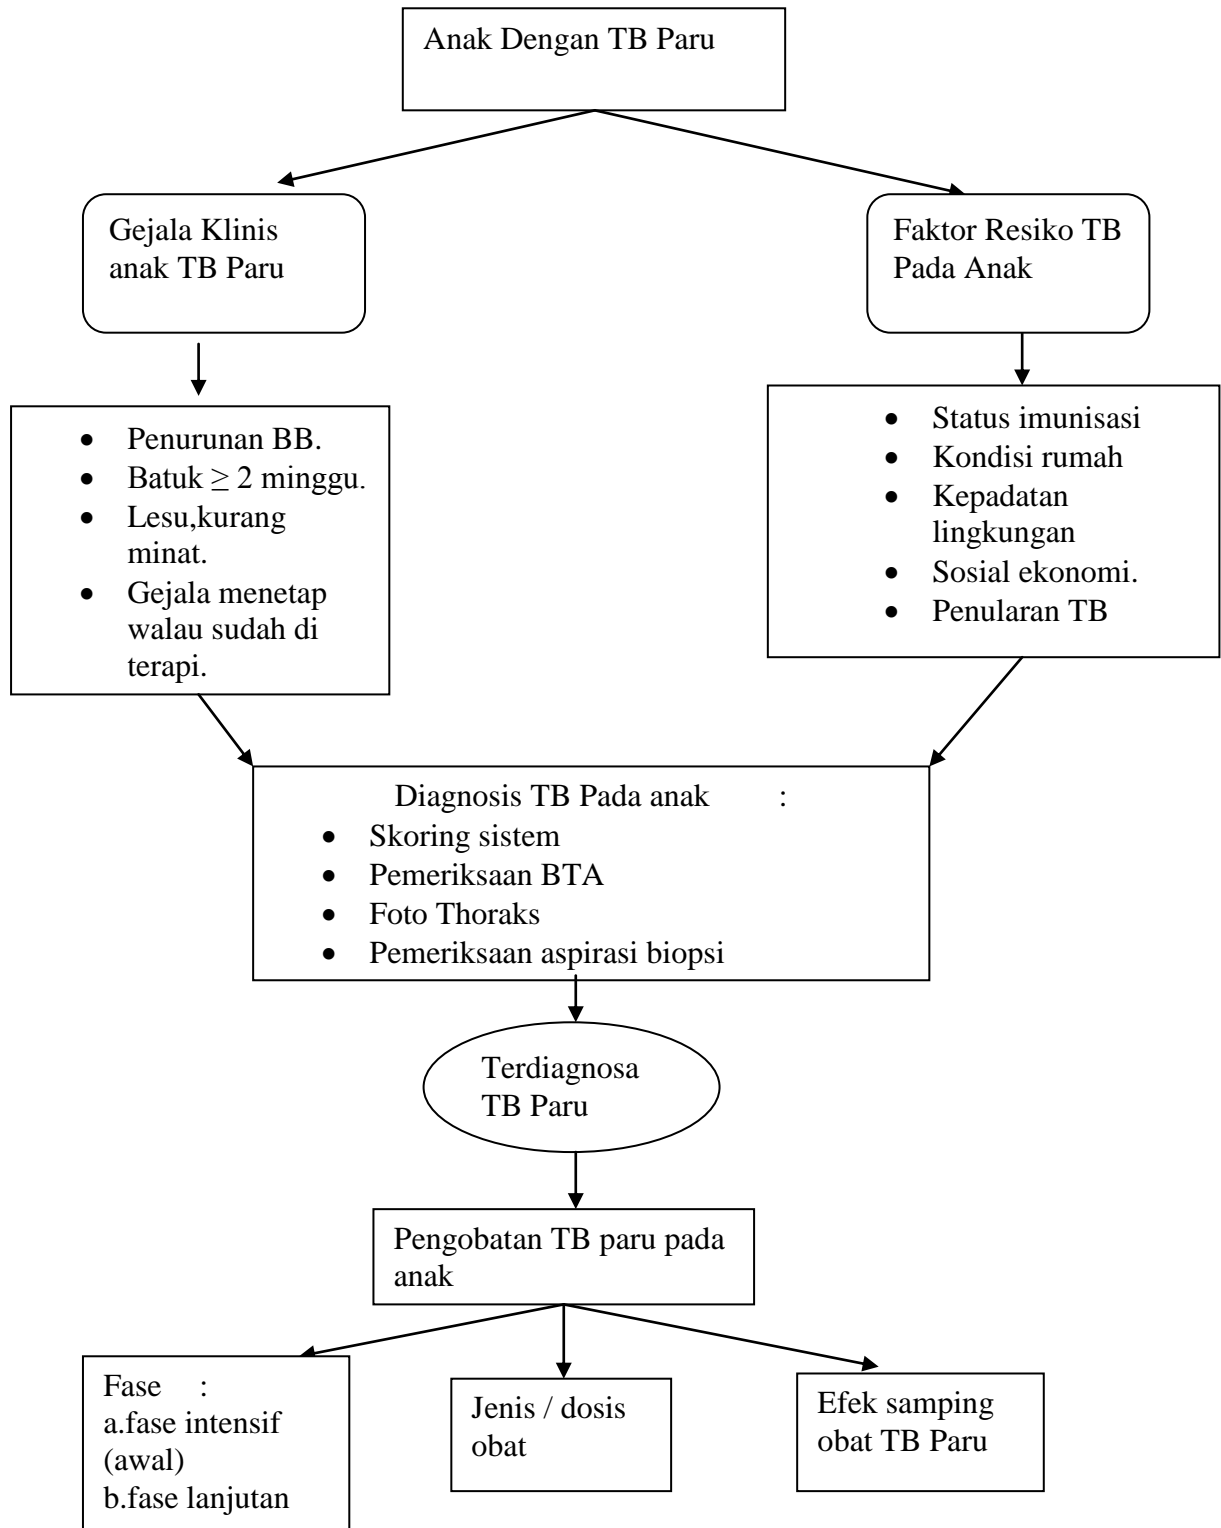 Anak Dengan TB Paru
Gejala Klinis
anak TB Paru
Faktor Resiko TB
Pada Anak
• Penurunan BB.
• Batuk ≥ 2 minggu.
• Lesu,kurang
minat.
• Gejala menetap
walau sudah di
terapi.
• Status imunisasi
• Kondisi rumah
• Kepadatan
lingkungan
• Sosial ekonomi.
• Penularan TB
Diagnosis TB Pada anak :
• Skoring sistem
• Pemeriksaan BTA
• Foto Thoraks
• Pemeriksaan aspirasi biopsi
Terdiagnosa
TB Paru
Pengobatan TB paru pada
anak
Fase :
a.fase intensif
(awal)
b.fase lanjutan
Jenis / dosis
obat
Efek samping
obat TB Paru